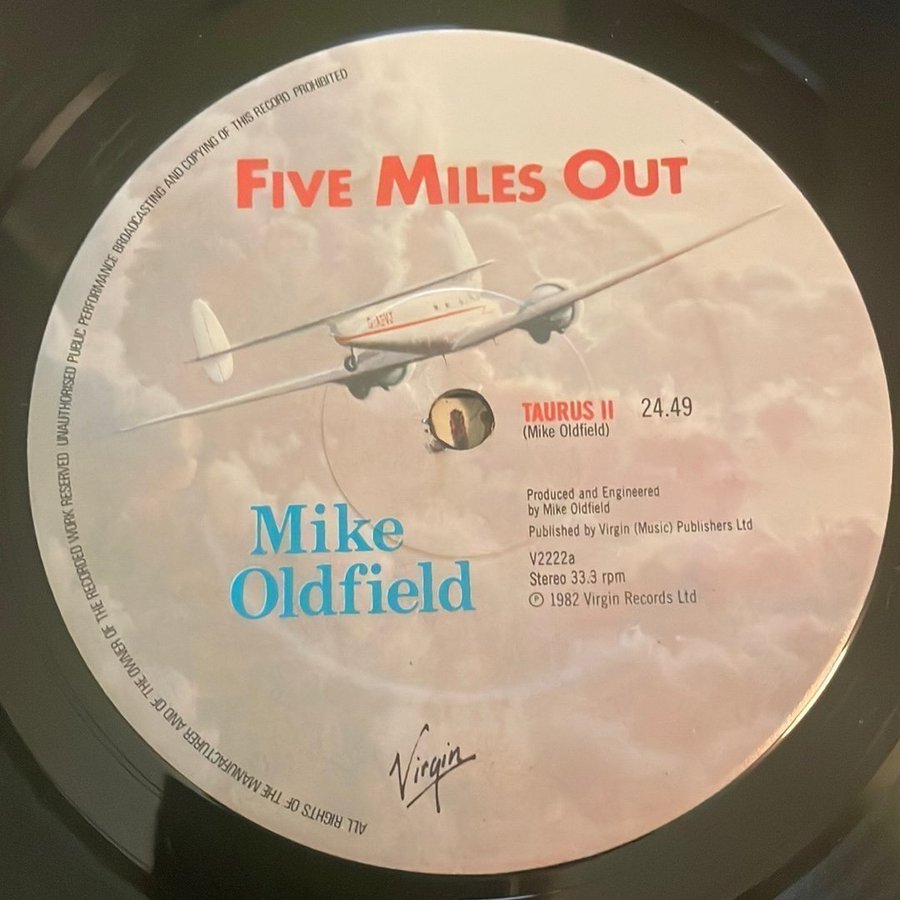 FIVE MILES OUT
TAURUS II 24.49
(Mike Oldfield)
Produced and Engineered
by Mike Oldfield
Published by Virgin (Music) Publishers Ltd
V2222a
Stereo 33.3 rpm
Ⓟ 1982 Virgin Records Ltd
Mike
Oldfield
Virgin
ALL RIGHTS OF THE MANUFACTURER AND OF THE OWNER OF THE RECORDED WORK RESERVED UNAUTHORISED PUBLIC PERFORMANCE BROADCASTING AND COPYING OF THIS RECORD PROHIBITED